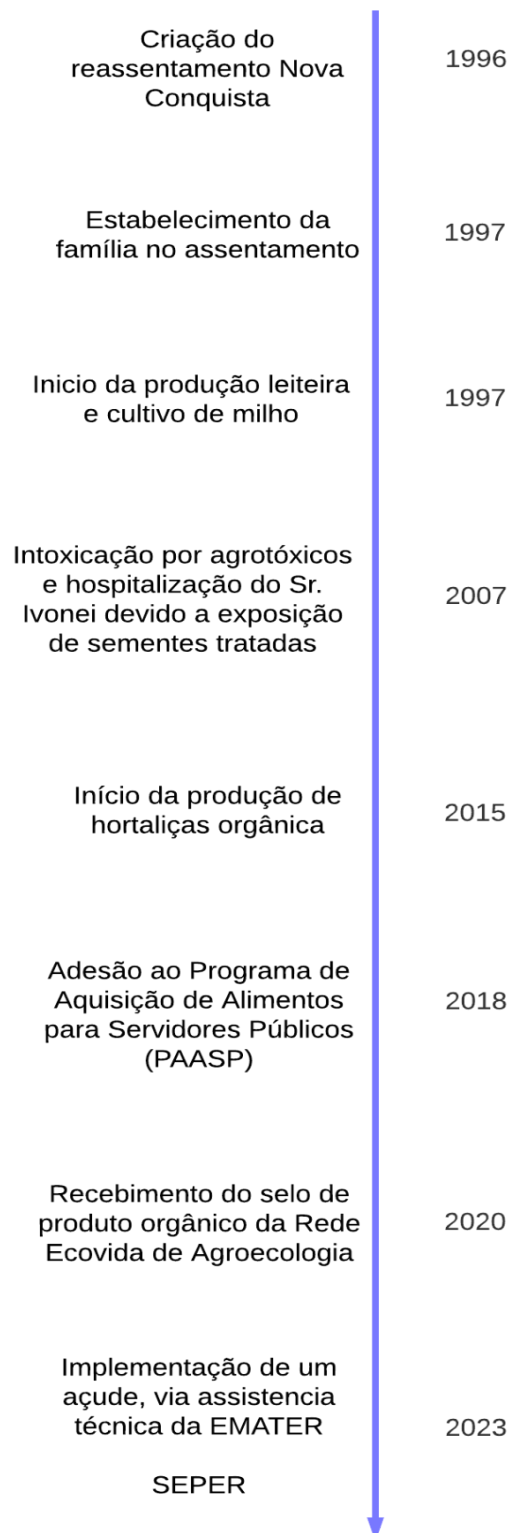 Criação do
reassentamento Nova
Conquista
1996
Estabelecimento da
família no assentamento
1997
Inicio da produção leiteira
e cultivo de milho
1997
Intoxicação por agrotóxicos
e hospitalização do Sr.
Ivonei devido a exposição
de sementes tratadas
2007
Início da produção de
hortaliças orgânica
2015
Adesão ao Programa de
Aquisição de Alimentos
para Servidores Públicos
(PAASP)
2018
Recebimento do selo de
produto orgânico da Rede
Ecovida de Agroecologia
2020
Implementação de um
açude, via assistencia
técnica da EMATER
2023
SEPER